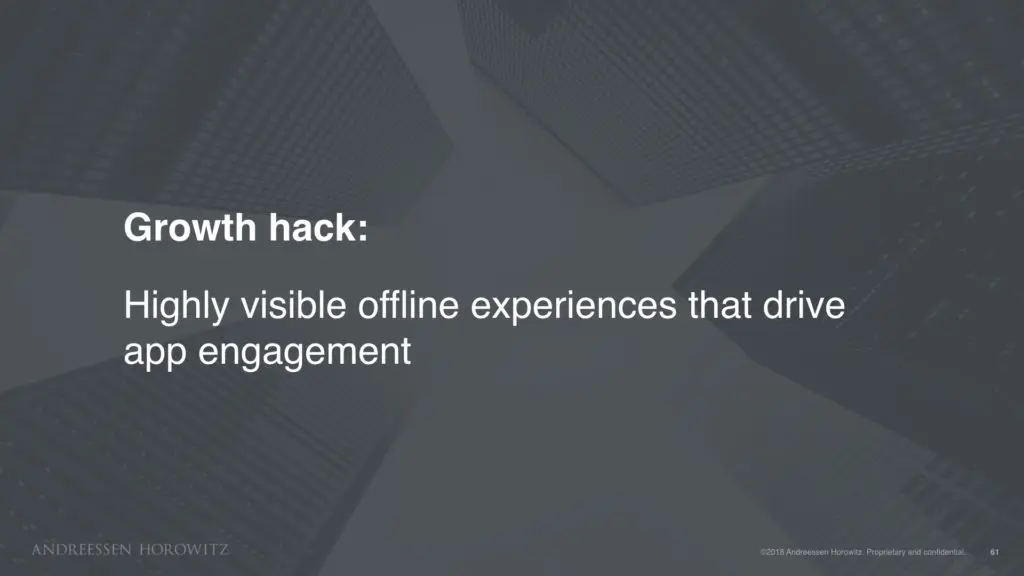 Growth hack:
Highly visible offline experiences that drive
app engagement
ANDREESSEN HOROWITZ
©2018 Andreessen Horowitz. Proprietary and confidential.
61